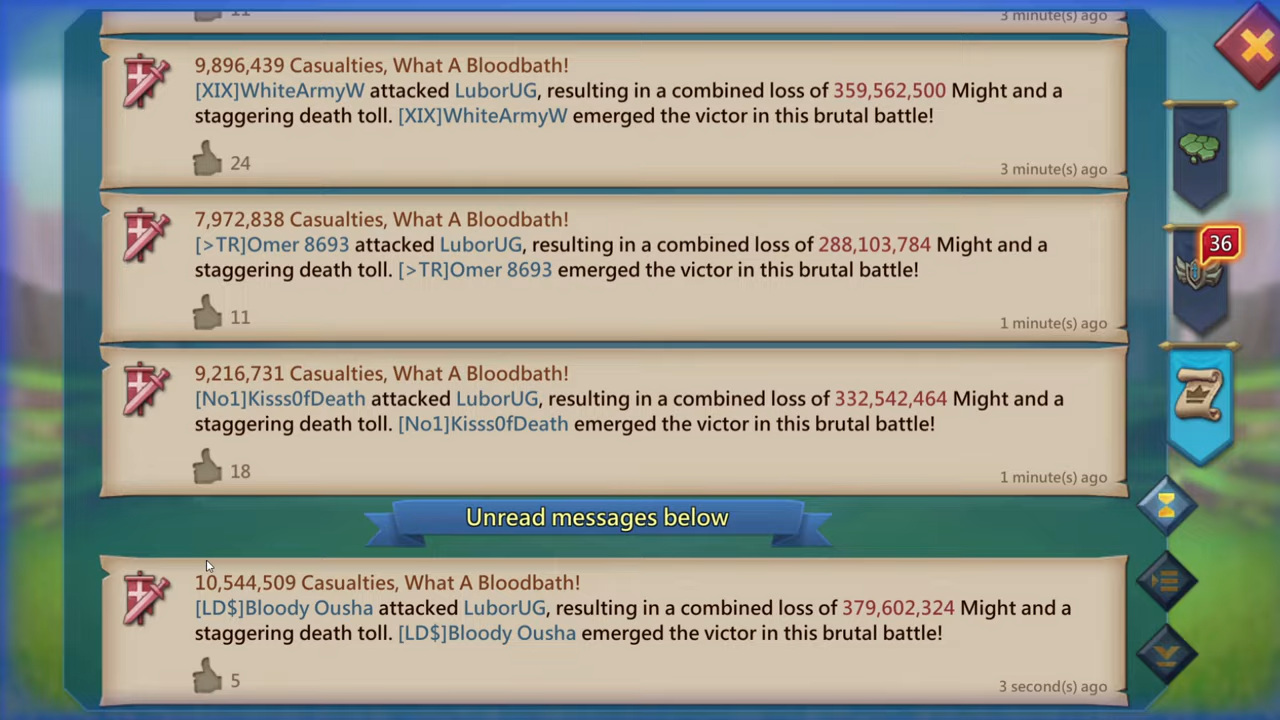 11
3 minute(s) ago
9,896,439 Casualties, What A Bloodbath!
[XIX]WhiteArmyW attacked LuborUG, resulting in a combined loss of 359,562,500 Might and a
staggering death toll. [XIX]WhiteArmyW emerged the victor in this brutal battle!
24
3 minute(s) ago
7,972,838 Casualties, What A Bloodbath!
[>TR]Omer 8693 attacked LuborUG, resulting in a combined loss of 288,103,784 Might and a
staggering death toll. [>TR]Omer 8693 emerged the victor in this brutal battle!
11
1 minute(s) ago
36
9,216,731 Casualties, What A Bloodbath!
[No1]Kisss0fDeath attacked LuborUG, resulting in a combined loss of 332,542,464 Might and a
staggering death toll. [No1]Kisss0fDeath emerged the victor in this brutal battle!
18
1 minute(s) ago
Unread messages below
10,544,509 Casualties, What A Bloodbath!
[LD$]Bloody Ousha attacked LuborUG, resulting in a combined loss of 379,602,324 Might and a
staggering death toll. [LD$]Bloody Ousha emerged the victor in this brutal battle!
5
3 second(s) ago